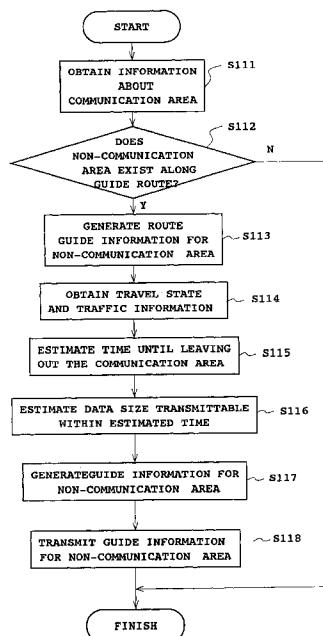 START
OBTAIN INFORMATION
ABOUT
COMMUNICATION AREA
S111
DOES
NON-COMMUNICATION
AREA EXIST ALONG
GUIDE ROUTE?
S112
N
Y
GENERATE ROUTE
GUIDE INFORMATION FOR
NON-COMMUNICATION AREA
S113
OBTAIN TRAVEL STATE
AND TRAFFIC INFORMATION
S114
ESTIMATE TIME UNTIL LEAVING
OUT THE COMMUNICATION AREA
S115
ESTIMATE DATA SIZE TRANSMITTABLE
WITHIN ESTIMATED TIME
S116
GENERATEGUIDE INFORMATION FOR
NON-COMMUNICATION AREA
S117
TRANSMIT GUIDE INFORMATION
FOR NON-COMMUNICATION AREA
S118
FINISH